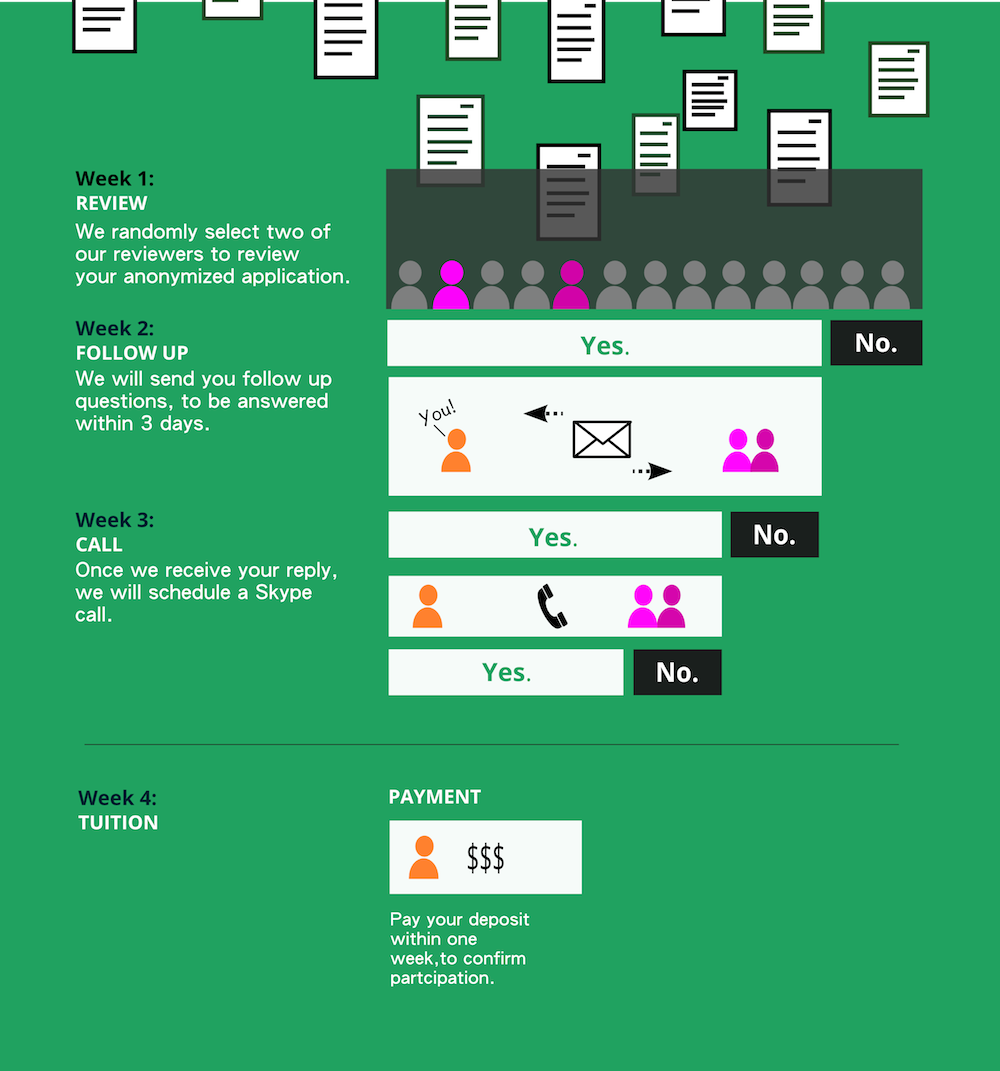 Week 1:
REVIEW
We randomly select two of
our reviewers to review
your anonymized application.
Week 2:
FOLLOW UP
We will send you follow up
questions, to be answered
within 3 days.
Yes.
No.
You!
Week 3:
CALL
Once we receive your reply,
we will schedule a Skype
call.
Yes.
No.
Yes.
No.
Week 4:
TUITION
PAYMENT
$$$
Pay your deposit
within one
week,to confirm
partcipation.